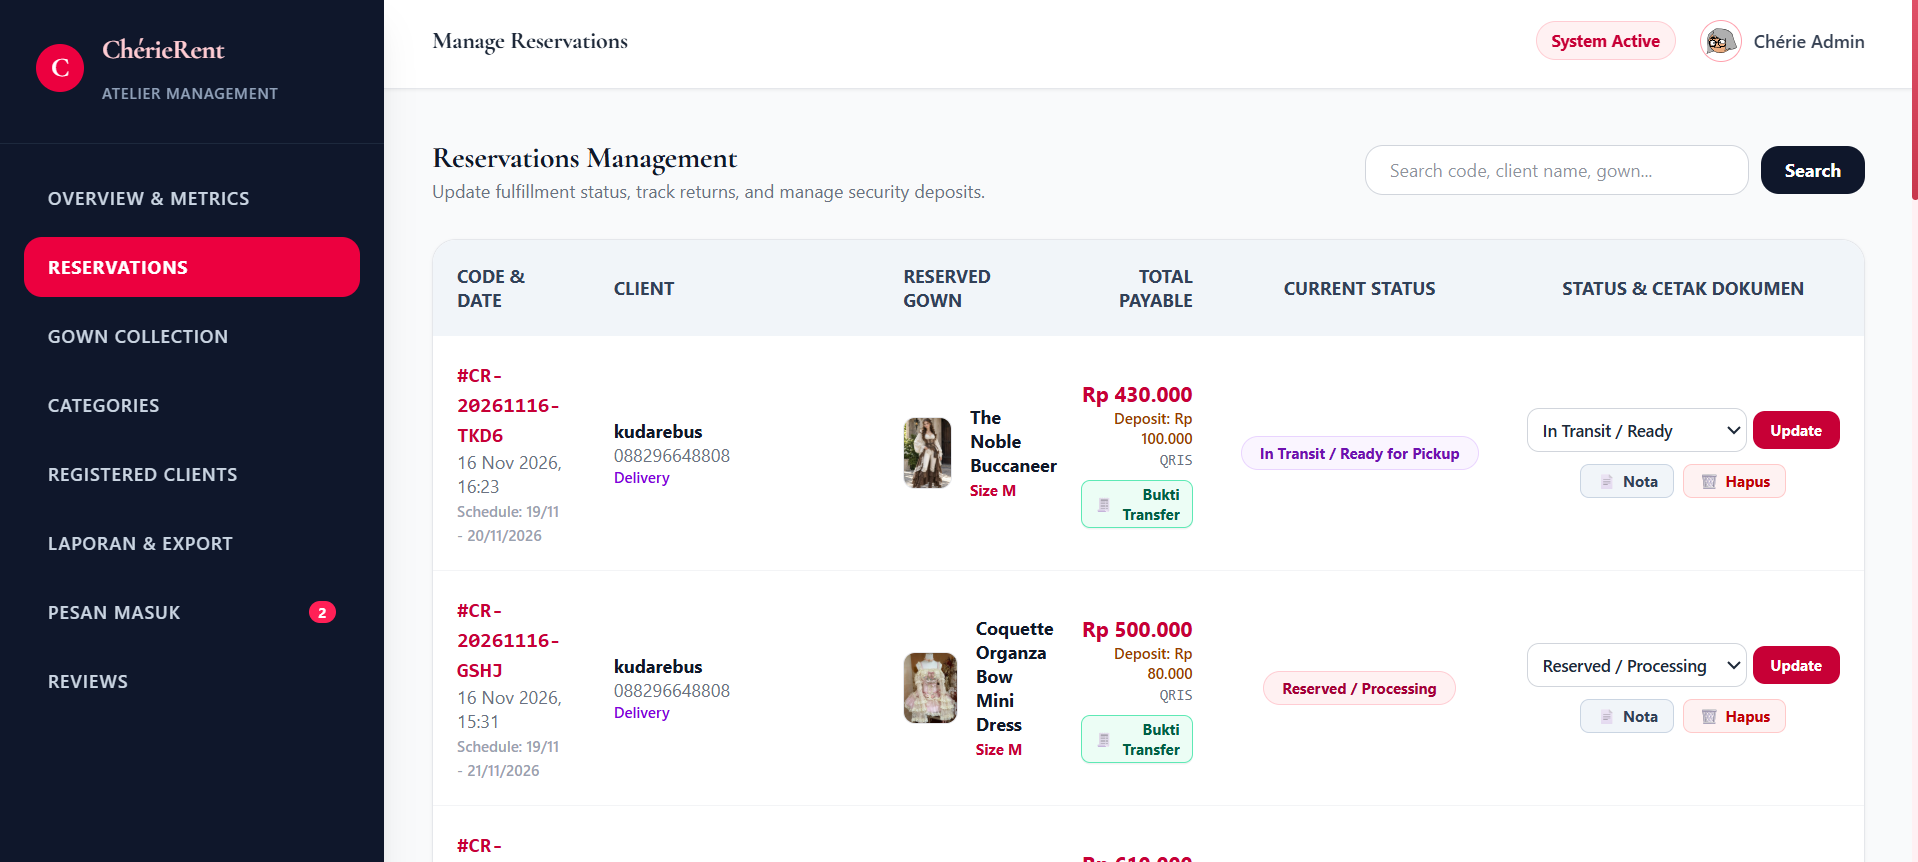 C
ChérieRent
ATELIER MANAGEMENT
OVERVIEW & METRICS
RESERVATIONS
GOWN COLLECTION
CATEGORIES
REGISTERED CLIENTS
LAPORAN & EXPORT
PESAN MASUK 2
REVIEWS
Manage Reservations
System Active
Chérie Admin
Reservations Management
Update fulfillment status, track returns, and manage security deposits.
Search code, client name, gown...
Search
CODE &
DATE
CLIENT
RESERVED
GOWN
TOTAL
PAYABLE
CURRENT STATUS
STATUS & CETAK DOKUMEN
#CR-
20261116-
TKD6
16 Nov 2026,
16:23
Schedule: 19/11
- 20/11/2026
kudarebus
088296648808
Delivery
The
Noble
Buccaneer
Size M
Rp 430.000
Deposit: Rp
100.000
QRIS
Bukti
Transfer
In Transit / Ready for Pickup
In Transit / Ready
Update
Nota
Hapus
#CR-
20261116-
GSHJ
16 Nov 2026,
15:31
Schedule: 19/11
- 21/11/2026
kudarebus
088296648808
Delivery
Coquette
Organza
Bow
Mini
Dress
Size M
Rp 500.000
Deposit: Rp
80.000
QRIS
Bukti
Transfer
Reserved / Processing
Reserved / Processing
Update
Nota
Hapus
#CR-
Rp 610.000